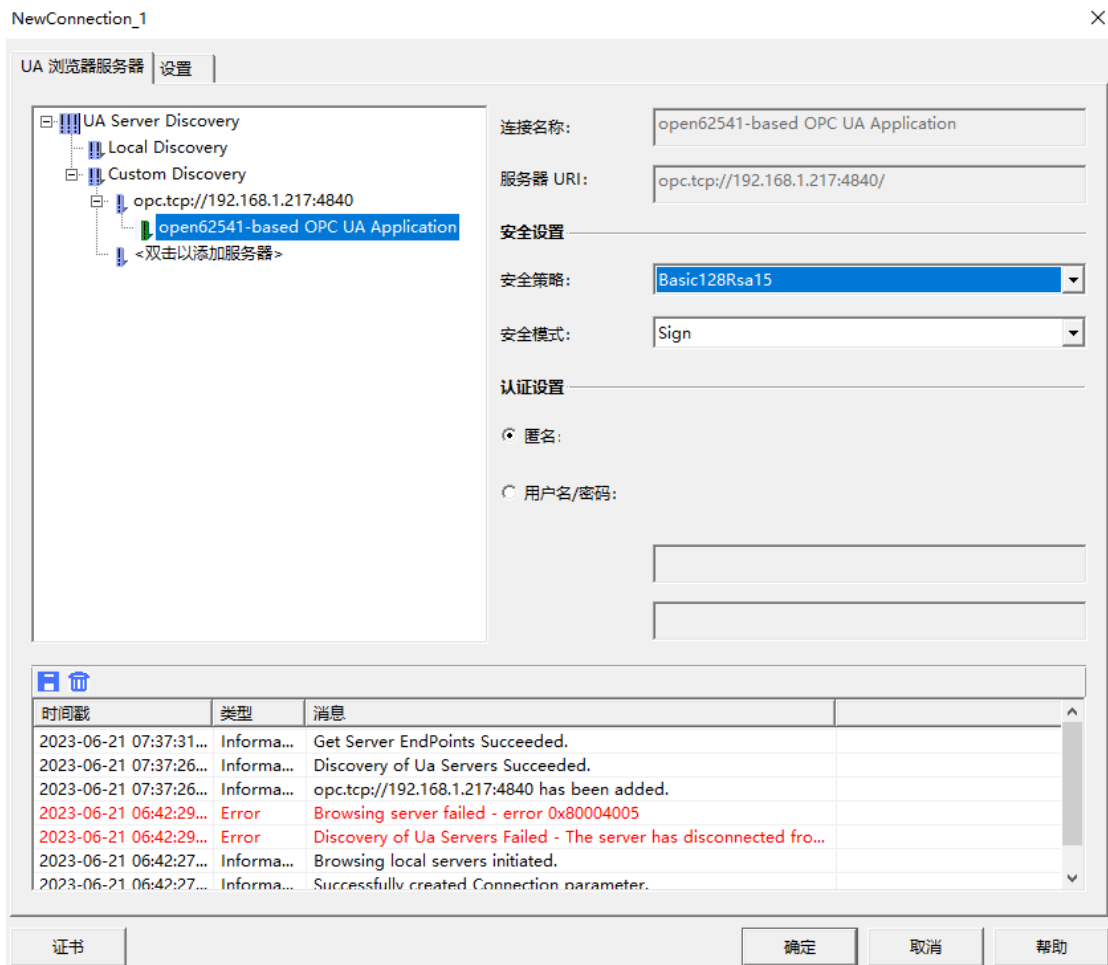 NewConnection_1
UA 浏览器服务器
设置
UA Server Discovery
Local Discovery
Custom Discovery
opc.tcp://192.168.1.217:4840
open62541-based OPC UA Application
<双击以添加服务器>
连接名称:
open62541-based OPC UA Application
服务器 URI:
opc.tcp://192.168.1.217:4840/
安全设置
安全策略:
Basic128Rsa15
安全模式:
Sign
认证设置
匿名:
用户名/密码:
时间戳 类型 消息
2023-06-21 07:37:31... Informa... Get Server EndPoints Succeeded.
2023-06-21 07:37:26... Informa... Discovery of Ua Servers Succeeded.
2023-06-21 07:37:26... Informa... opc.tcp://192.168.1.217:4840 has been added.
2023-06-21 06:42:29... Error Browsing server failed - error 0x80004005
2023-06-21 06:42:29... Error Discovery of Ua Servers Failed - The server has disconnected fro...
2023-06-21 06:42:27... Informa... Browsing local servers initiated.
2023-06-21 06:42:27... Informa... Successfully created Connection parameter.
证书
确定
取消
帮助